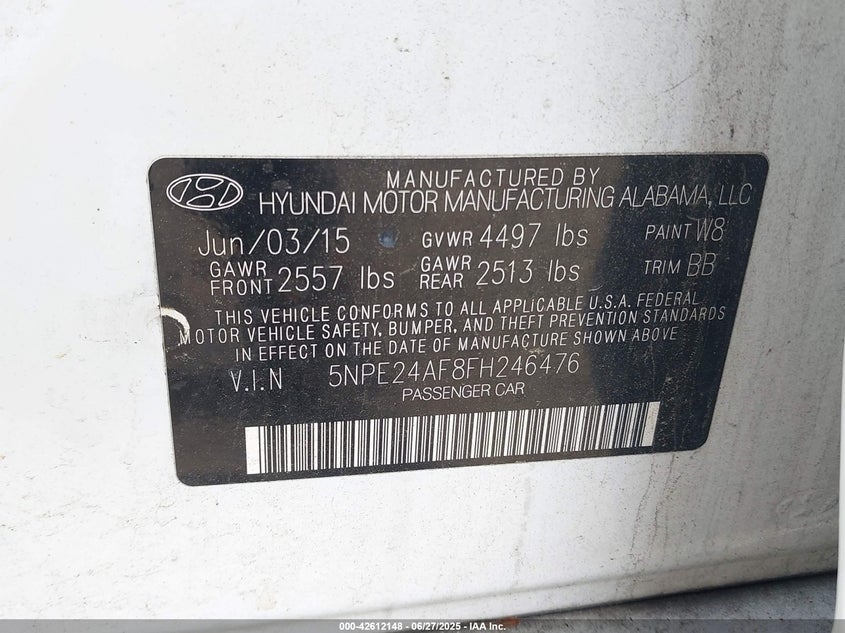 MANUFACTURED BY
HYUNDAI MOTOR MANUFACTURING ALABAMA, LLC
Jun/03/15 GVWR 4497 lbs PAINT W8
GAWR FRONT 2557 lbs GAWR REAR 2513 lbs TRIM BB
THIS VEHICLE CONFORMS TO ALL APPLICABLE U.S.A. FEDERAL
MOTOR VEHICLE SAFETY, BUMPER, AND THEFT PREVENTION STANDARDS
IN EFFECT ON THE DATE OF MANUFACTURE SHOWN ABOVE
V.I.N 5NPE24AF8FH246476
PASSENGER CAR
000-42612148 - 06/27/2025 - IAA Inc.